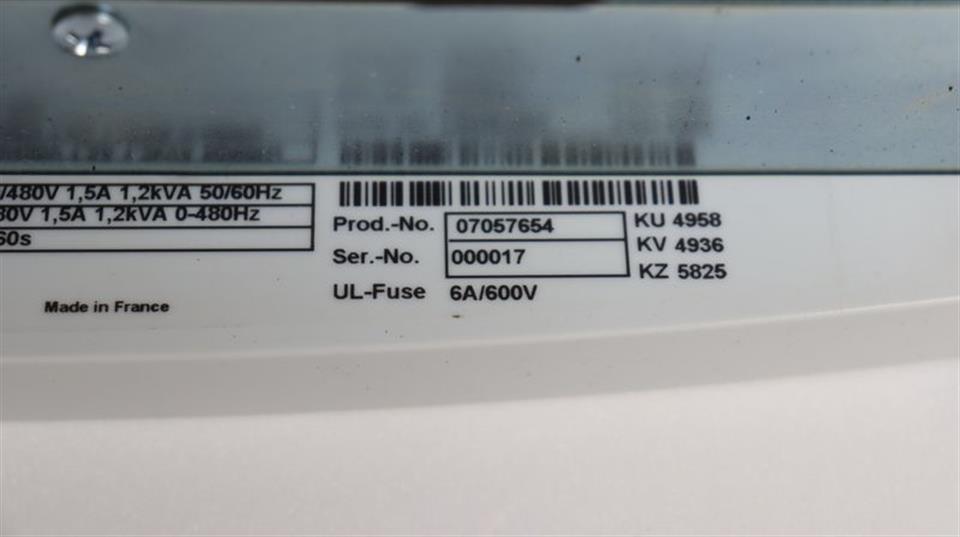 /480V 1,5A 1,2kVA 50/60Hz
80V 1,5A 1,2kVA 0-480Hz
60s
Prod.-No. 07057654
Ser.-No. 000017
UL-Fuse 6A/600V
KU 4958
KV 4936
KZ 5825
Made in France